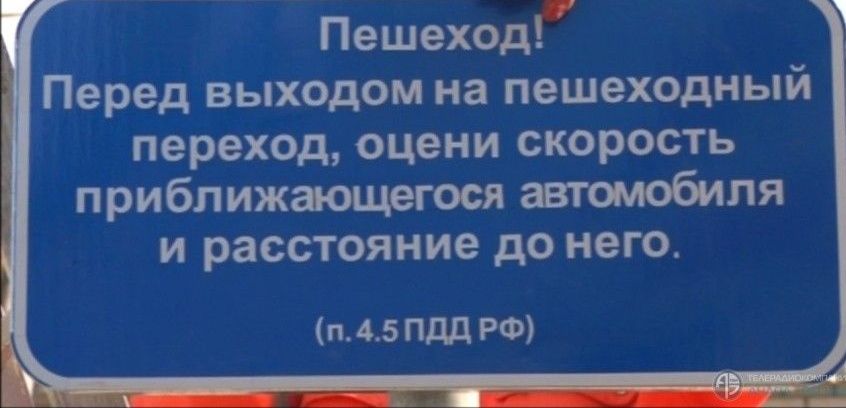 Пешеход!
Перед выходом на пешеходный
переход, оцени скорость
приближающегося автомобиля
и расстояние до него.
(п. 4.5 ПДД РФ)